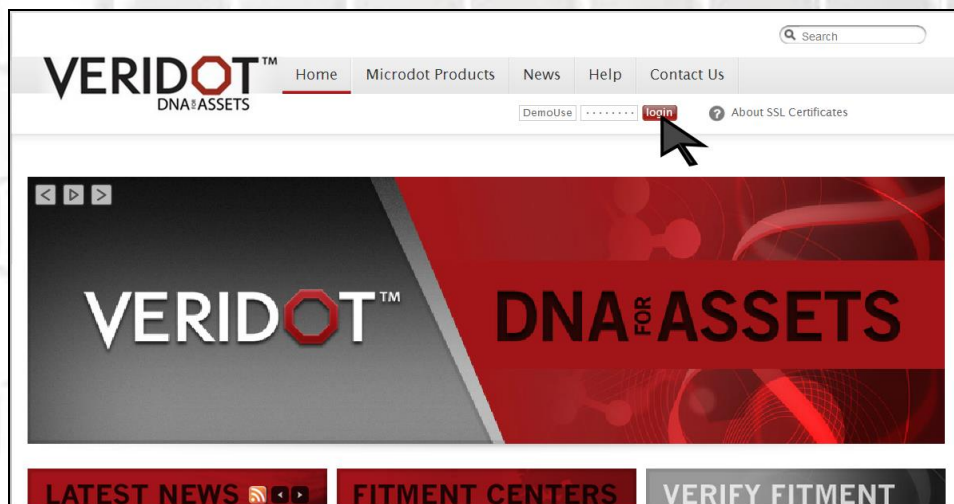 Search
VERIDOT™
DNA FOR ASSETS
Home Microdot Products News Help Contact Us
DemoUse ········ login ? About SSL Certificates
VERIDOT™
DNA FOR ASSETS
LATEST NEWS
FITMENT CENTERS
VERIFY FITMENT